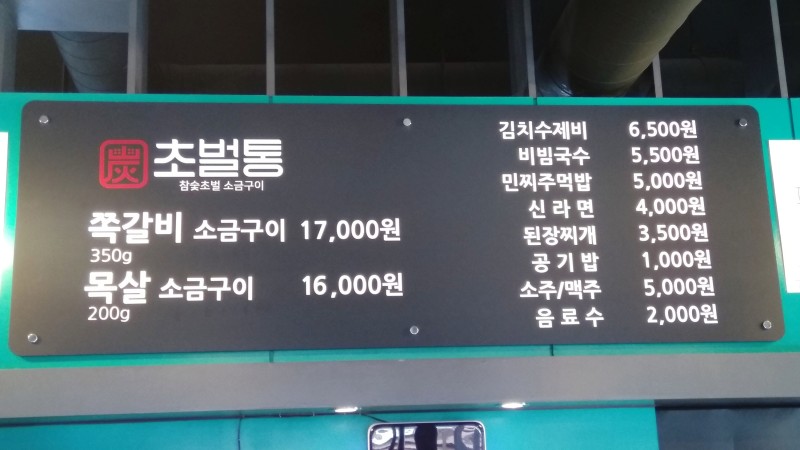 炭 초벌통
참숯초벌 소금구이
쪽갈비 소금구이 17,000원
350g
목살 소금구이 16,000원
200g
김치수제비 6,500원
비빔국수 5,500원
민찌주먹밥 5,000원
신라면 4,000원
된장찌개 3,500원
공기밥 1,000원
소주/맥주 5,000원
음료수 2,000원